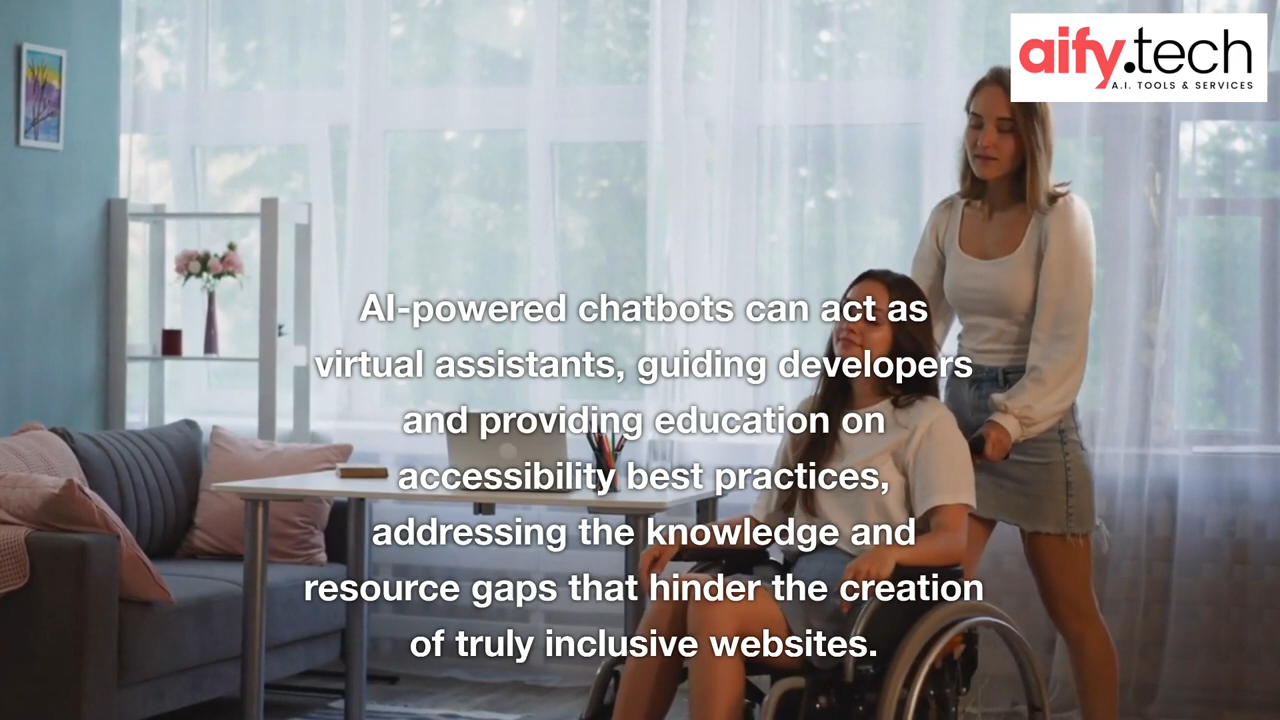 aify.tech
A.I. TOOLS & SERVICES
AI-powered chatbots can act as
virtual assistants, guiding developers
and providing education on
accessibility best practices,
addressing the knowledge and
resource gaps that hinder the creation
of truly inclusive websites.